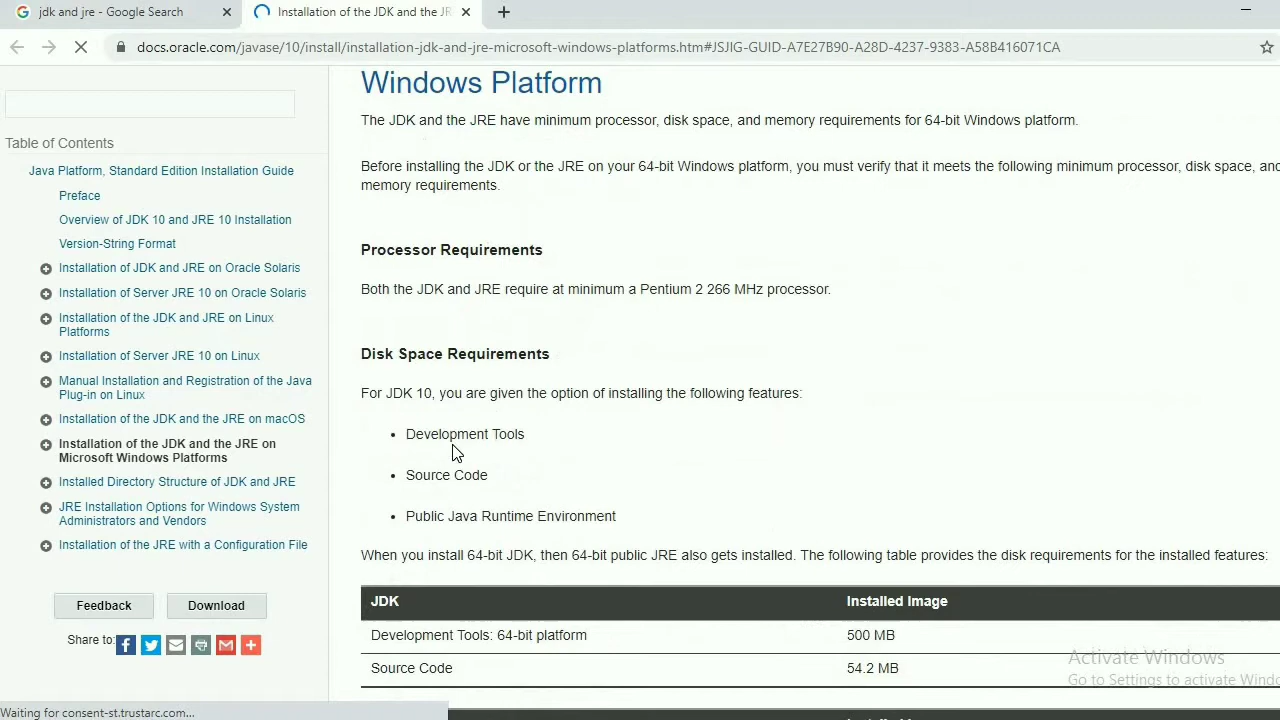 jdk and jre - Google Search
Installation of the JDK and the JR
docs.oracle.com/javase/10/install/installation-jdk-and-jre-microsoft-windows-platforms.htm#JSJIG-GUID-A7E27B90-A28D-4237-9383-A58B416071CA
Table of Contents
Java Platform, Standard Edition Installation Guide
Preface
Overview of JDK 10 and JRE 10 Installation
Version-String Format
Installation of JDK and JRE on Oracle Solaris
Installation of Server JRE 10 on Oracle Solaris
Installation of the JDK and JRE on Linux
Platforms
Installation of Server JRE 10 on Linux
Manual Installation and Registration of the Java
Plug-in on Linux
Installation of the JDK and the JRE on macOS
Installation of the JDK and the JRE on
Microsoft Windows Platforms
Installed Directory Structure of JDK and JRE
JRE Installation Options for Windows System
Administrators and Vendors
Installation of the JRE with a Configuration File
Feedback
Download
Share to:
Waiting for consent-st.trustarc.com...
Windows Platform
The JDK and the JRE have minimum processor, disk space, and memory requirements for 64-bit Windows platform.
Before installing the JDK or the JRE on your 64-bit Windows platform, you must verify that it meets the following minimum processor, disk space, and
memory requirements.
Processor Requirements
Both the JDK and JRE require at minimum a Pentium 2 266 MHz processor.
Disk Space Requirements
For JDK 10, you are given the option of installing the following features:
• Development Tools
• Source Code
• Public Java Runtime Environment
When you install 64-bit JDK, then 64-bit public JRE also gets installed. The following table provides the disk requirements for the installed features:
JDK Installed Image
Development Tools: 64-bit platform 500 MB
Source Code 54.2 MB
Activate Windows
Go to Settings to activate Windo